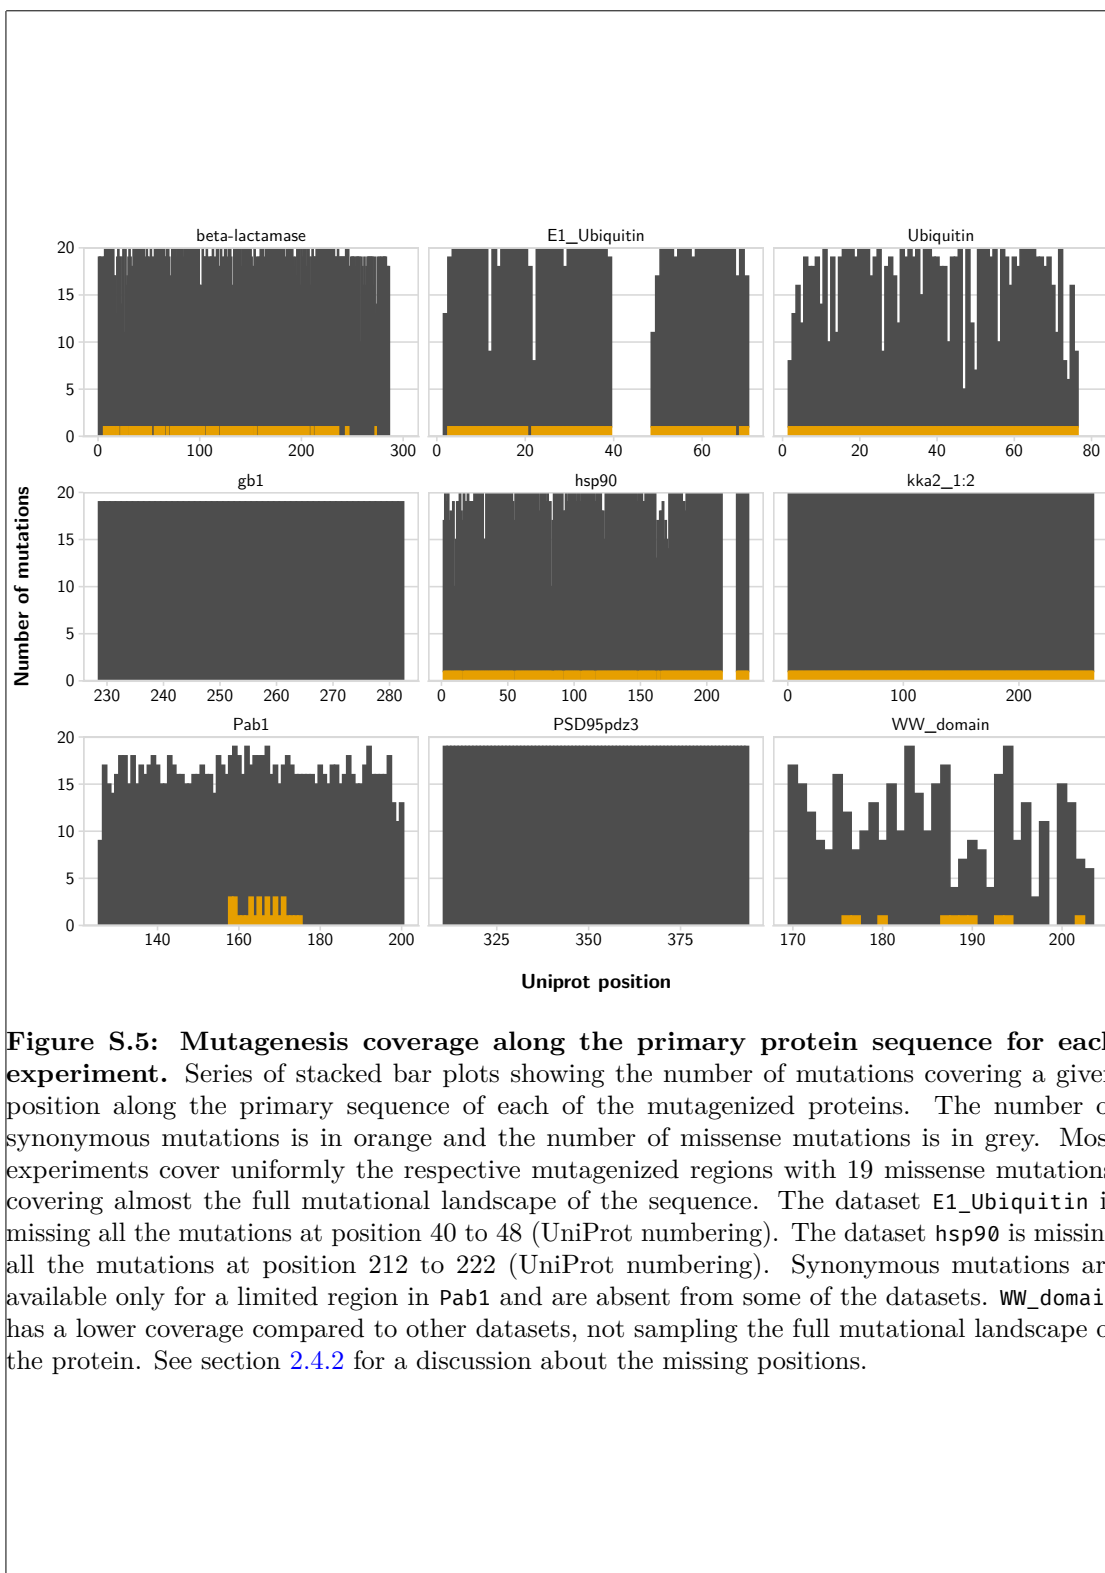 beta-lactamase E1_Ubiquitin Ubiquitin
20 15 10 5 0
0 100 200 300 0 20 40 60 0 20 40 60 80
gb1 hsp90 kka2_1:2
20 15 10 5 0
230 240 250 260 270 280 0 50 100 150 200 0 100 200
Number of mutations
Pab1 PSD95pdz3 WW_domain
20 15 10 5 0
140 160 180 200 325 350 375 170 180 190 200
Uniprot position
Figure S.5: Mutagenesis coverage along the primary protein sequence for each
experiment. Series of stacked bar plots showing the number of mutations covering a given
position along the primary sequence of each of the mutagenized proteins. The number o
synonymous mutations is in orange and the number of missense mutations is in grey. Mos
experiments cover uniformly the respective mutagenized regions with 19 missense mutations
covering almost the full mutational landscape of the sequence. The dataset E1_Ubiquitin i
missing all the mutations at position 40 to 48 (UniProt numbering). The dataset hsp90 is missin
all the mutations at position 212 to 222 (UniProt numbering). Synonymous mutations ar
available only for a limited region in Pab1 and are absent from some of the datasets. WW_domai
has a lower coverage compared to other datasets, not sampling the full mutational landscape o
the protein. See section 2.4.2 for a discussion about the missing positions.